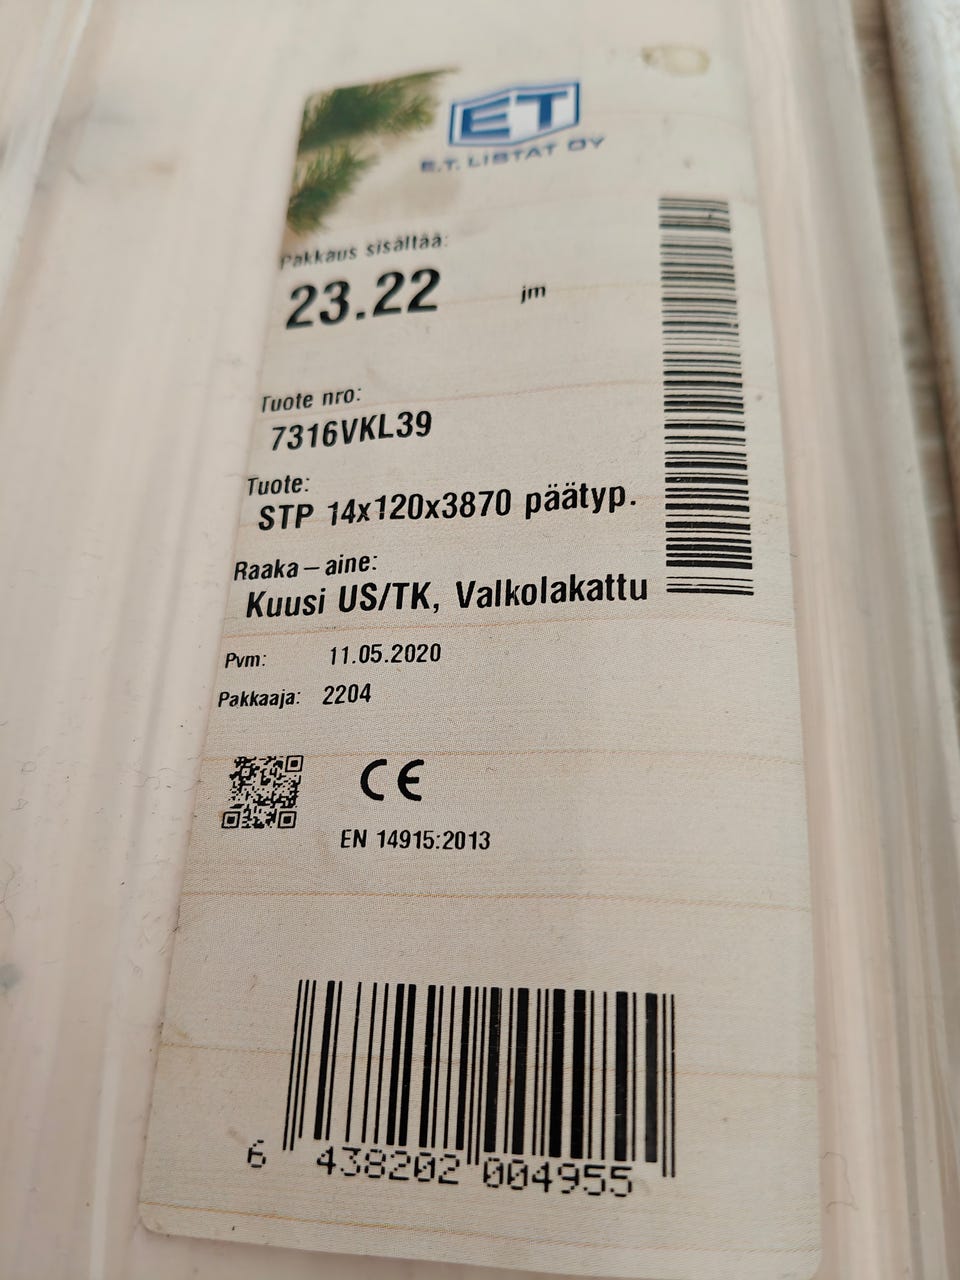 ET
E.T. LISTAT OY
Pakkaus sisältää:
23.22 jm
Tuote nro:
7316VKL39
Tuote:
STP 14x120x3870 päätyp.
Raaka-aine:
Kuusi US/TK, Valkolakattu
Pvm: 11.05.2020
Pakkaaja: 2204
CE
EN 14915:2013
6 438202 004955